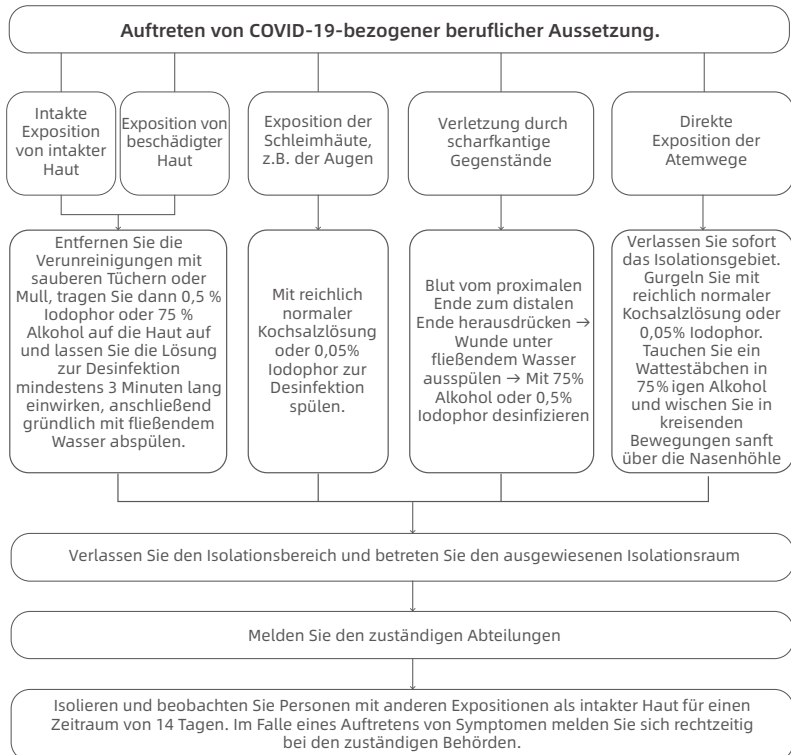 Auftreten von COVID-19-bezogener beruflicher Aussetzung.
Intakte
Exposition
von intakter
Haut
Exposition von
beschädigter
Haut
Exposition der
Schleimhäute,
z.B. der Augen
Verletzung durch
scharfkantige
Gegenstände
Direkte
Exposition der
Atemwege
Entfernen Sie die
Verunreinigungen mit
sauberen Tüchern oder
Mull, tragen Sie dann 0,5 %
Iodophor oder 75 %
Alkohol auf die Haut auf
und lassen Sie die Lösung
zur Desinfektion
mindestens 3 Minuten lang
einwirken, anschließend
gründlich mit fließendem
Wasser abspülen.
Mit reichlich
normaler
Kochsalzlösung
oder 0,05%
Iodophor zur
Desinfektion
spülen.
Blut vom proximalen
Ende zum distalen
Ende herausdrücken →
Wunde unter
fließendem Wasser
ausspülen → Mit 75%
Alkohol oder 0,5%
Iodophor desinfizieren
Verlassen Sie sofort
das Isolationsgebiet.
Gurgeln Sie mit
reichlich normaler
Kochsalzlösung oder
0,05% Iodophor.
Tauchen Sie ein
Wattestäbchen in
75%igen Alkohol
und wischen Sie in
kreisenden
Bewegungen sanft
über die Nasenhöhle
Verlassen Sie den Isolationsbereich und betreten Sie den ausgewiesenen Isolationsraum
Melden Sie den zuständigen Abteilungen
Isolieren und beobachten Sie Personen mit anderen Expositionen als intakter Haut für einen
Zeitraum von 14 Tagen. Im Falle eines Auftretens von Symptomen melden Sie sich rechtzeitig
bei den zuständigen Behörden.